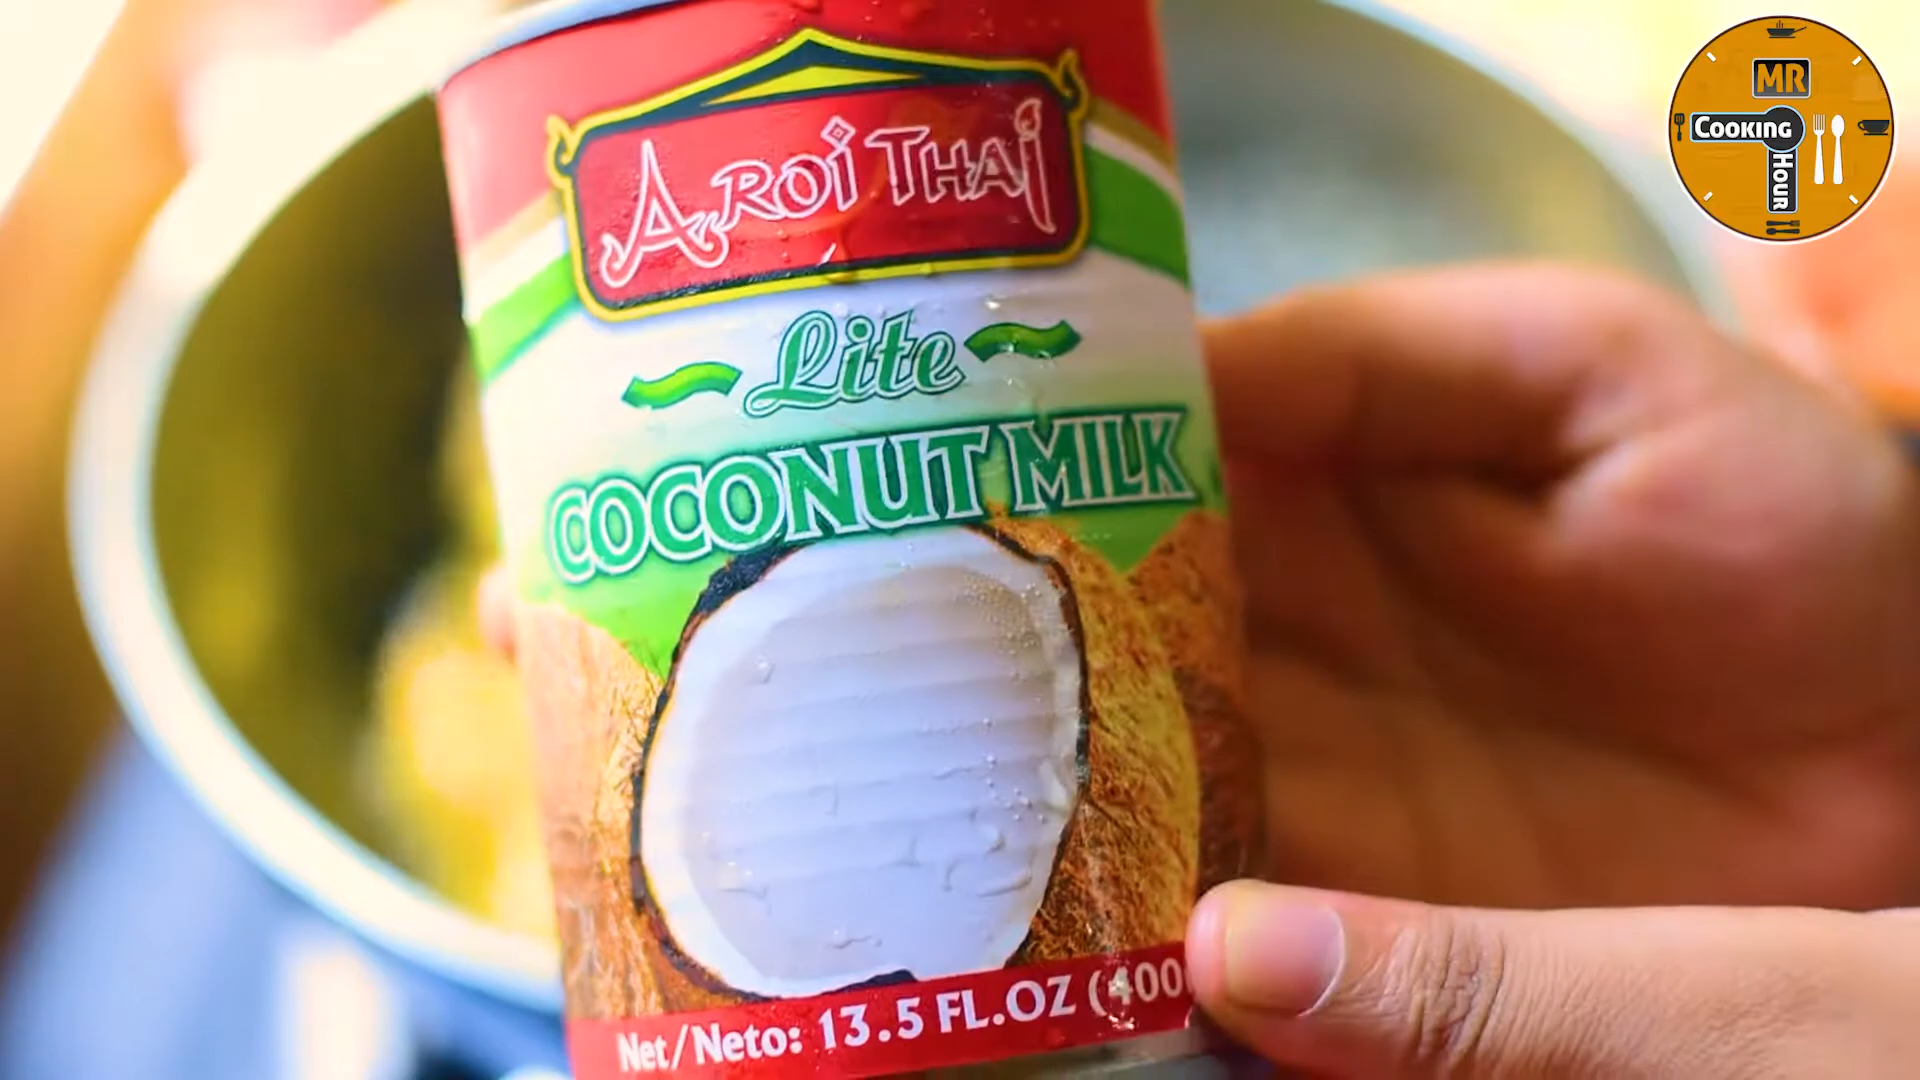 AROI THAI
Lite
COCONUT MILK
Net/Neto: 13.5 FL.OZ (400
MR
Cooking
HOUR